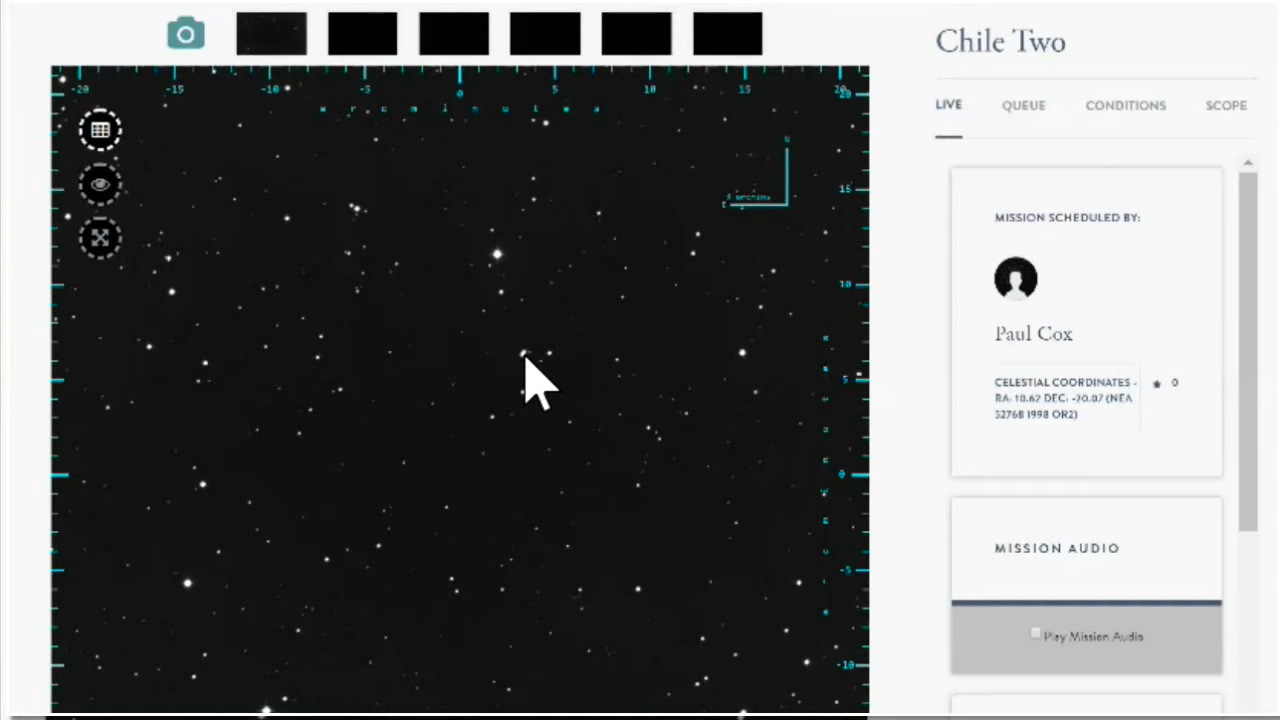 Chile Two
LIVE QUEUE CONDITIONS SCOPE
MISSION SCHEDULED BY:
Paul Cox
CELESTIAL COORDINATES -
RA: 10.62 DEC: -20.07 (NEA
52768 1998 OR2)
0
MISSION AUDIO
Play Mission Audio
-20 -15 -10 -5 0 5 10 15 20
arcminutes
20
N
15
10
5
0
-5
-10